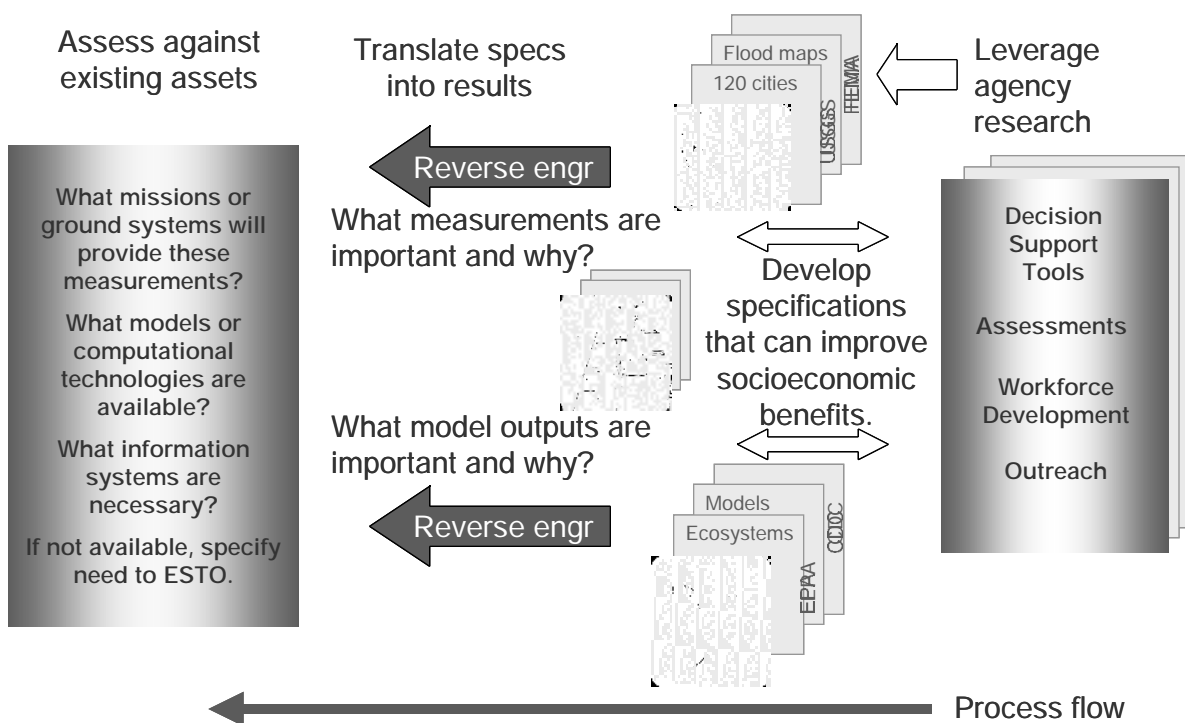 Assess against
existing assets
What missions or
ground systems will
provide these
measurements?
What models or
computational
technologies are
available?
What information
systems are
necessary?
If not available, specify
need to ESTO.
Translate specs
into results
Reverse engr
What measurements are
important and why?
What model outputs are
important and why?
Reverse engr
Flood maps
120 cities
USGS
FEMA
Develop
specifications
that can improve
socioeconomic
benefits.
Models
Ecosystems
EPA
CDC
Leverage
agency
research
Decision
Support
Tools
Assessments
Workforce
Development
Outreach
Process flow